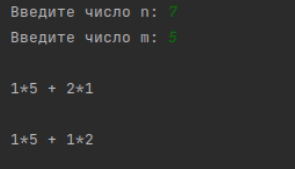 Введите число n: 7
Введите число m: 5
1*5 + 2*1
1*5 + 1*2